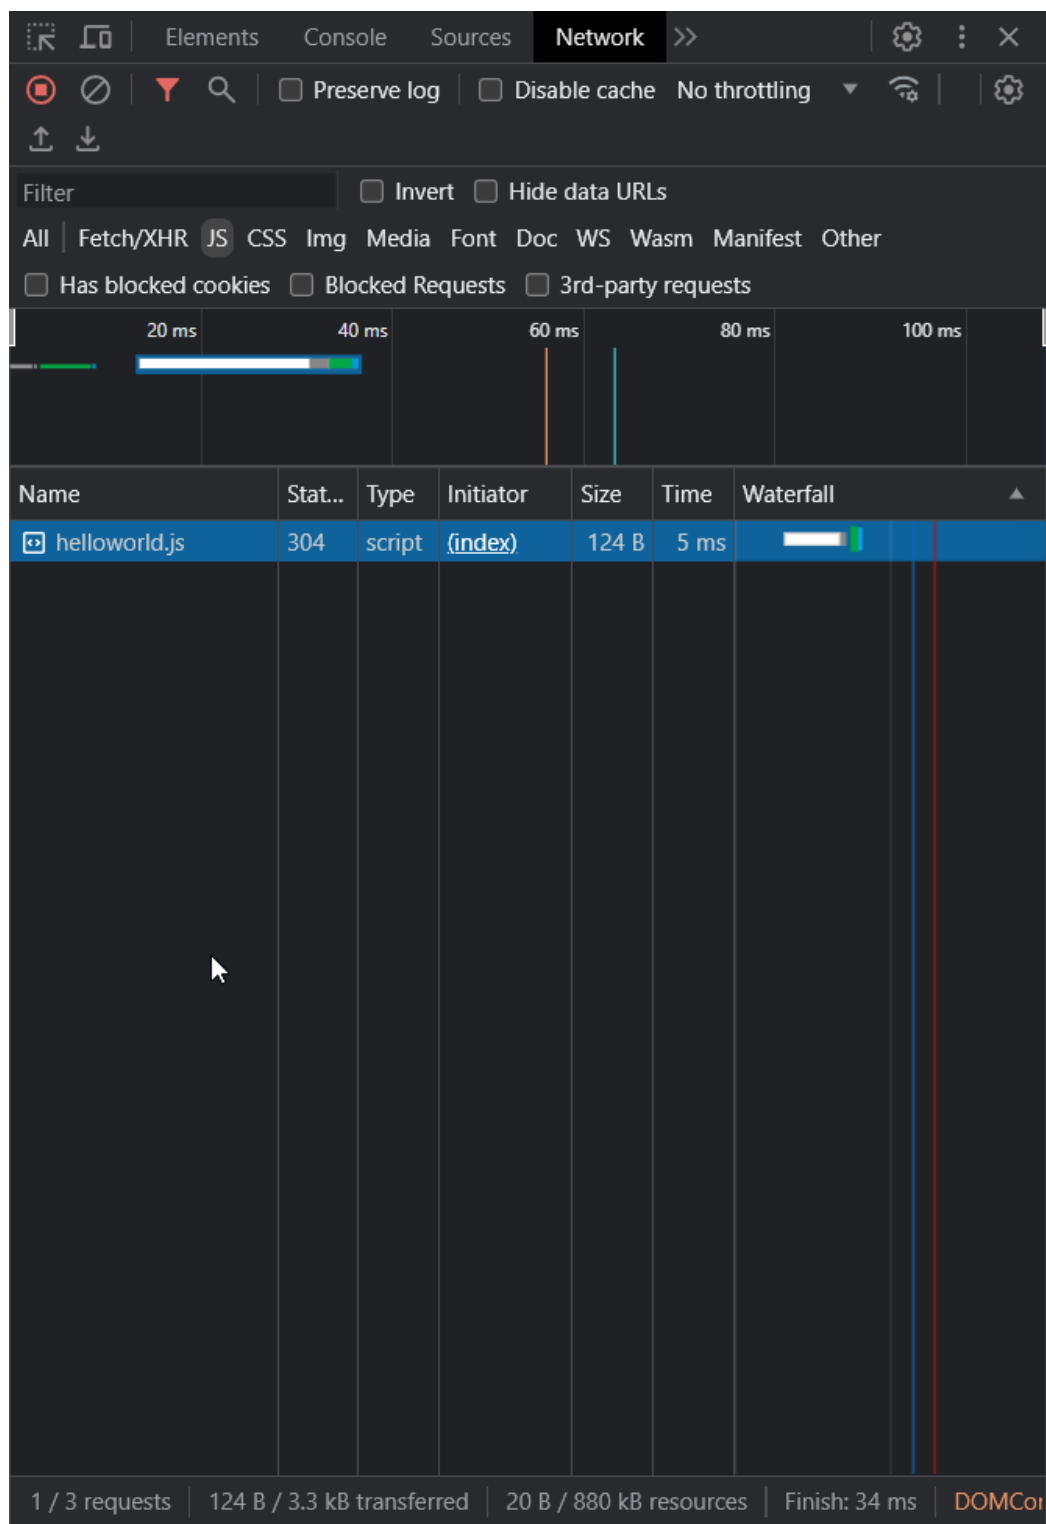 Elements Console Sources Network
Preserve log Disable cache No throttling
Filter Invert Hide data URLs
All Fetch/XHR JS CSS Img Media Font Doc WS Wasm Manifest Other
Has blocked cookies Blocked Requests 3rd-party requests
20 ms 40 ms 60 ms 80 ms 100 ms
Name Stat... Type Initiator Size Time Waterfall
helloworld.js 304 script (index) 124 B 5 ms
1 / 3 requests 124 B / 3.3 kB transferred 20 B / 880 kB resources Finish: 34 ms